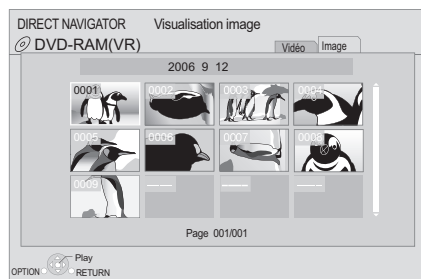 DIRECT NAVIGATOR Visualisation image
DVD-RAM(VR)
Vidéo Image
2006 9 12
0001 0002 0003 0004
0005 0006 0007 0008
0009 --- --- ---
Page 001/001
Play
OPTION RETURN